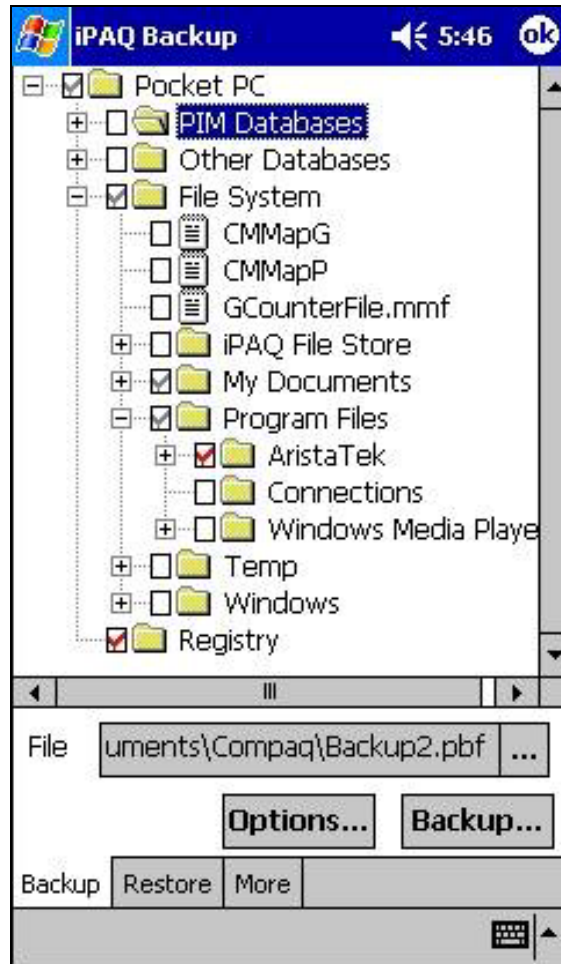 iPAQ Backup 5:46 ok
Pocket PC
PIM Databases
Other Databases
File System
CMMapG
CMMapP
GCounterFile.mmf
iPAQ File Store
My Documents
Program Files
AristaTek
Connections
Windows Media Playe
Temp
Windows
Registry
File uments\Compaq\Backup2.pbf ...
Options... Backup...
Backup Restore More